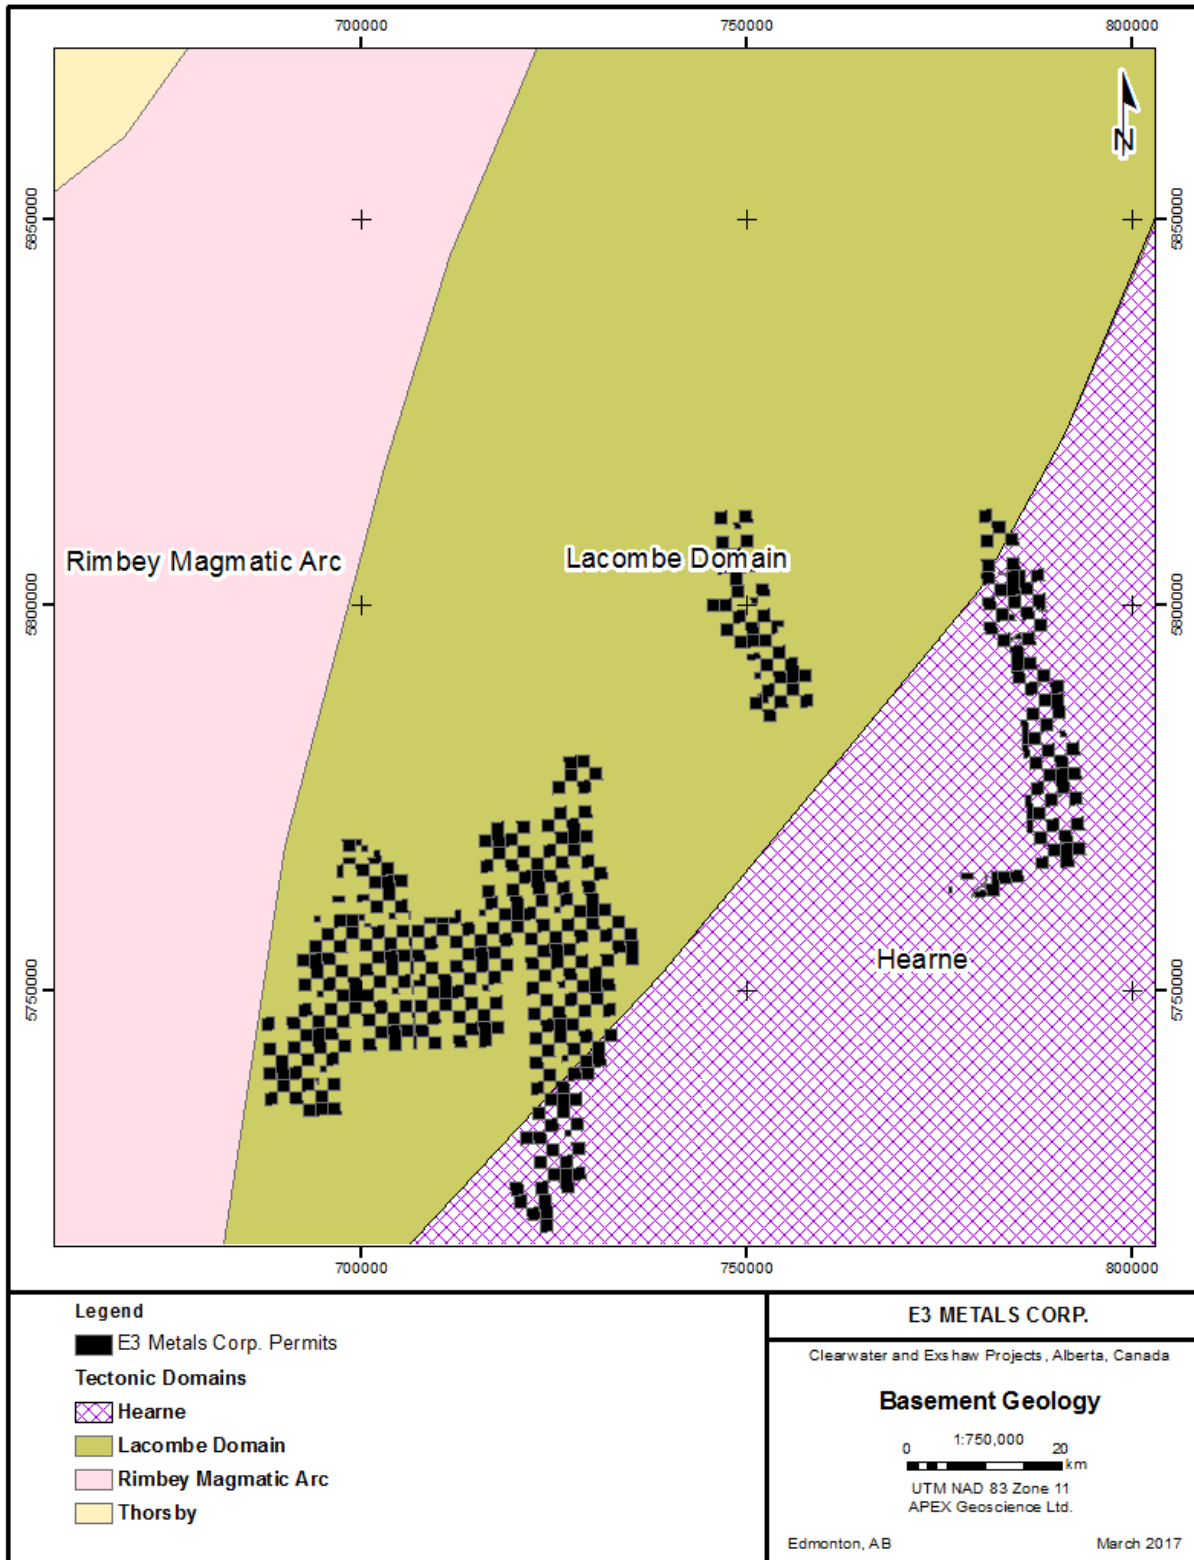 700000
750000
800000
N
5850000
5850000
Rimbey Magmatic Arc
Lacombe Domain
5800000
5800000
Hearne
5750000
5750000
700000
750000
800000
Legend
E3 Metals Corp. Permits
Tectonic Domains
Hearne
Lacombe Domain
Rimbey Magmatic Arc
Thorsby
E3 METALS CORP.
Clearwater and Exshaw Projects, Alberta, Canada
Basement Geology
1:750,000
0 20
km
UTM NAD 83 Zone 11
APEX Geoscience Ltd.
Edmonton, AB March 2017